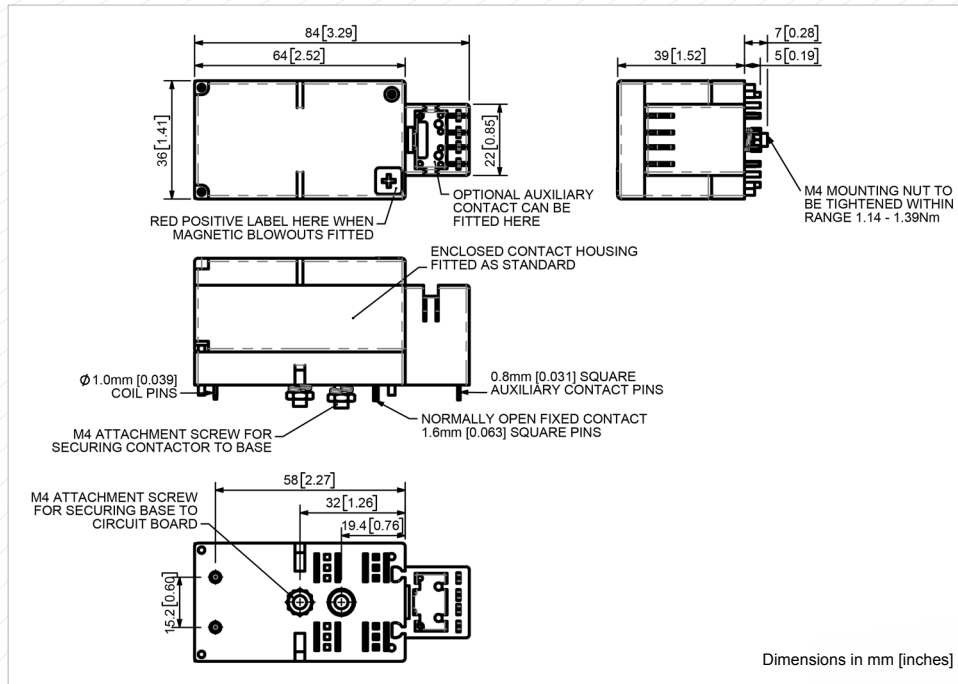 84[3.29]
64[2.52]
36[1.41]
22[0.85]
RED POSITIVE LABEL HERE WHEN
MAGNETIC BLOWOUTS FITTED
OPTIONAL AUXILIARY
CONTACT CAN BE
FITTED HERE
7[0.28]
39[1.52]
5[0.19]
M4 MOUNTING NUT TO
BE TIGHTENED WITHIN
RANGE 1.14 - 1.39Nm
ENCLOSED CONTACT HOUSING
FITTED AS STANDARD
Φ1.0mm [0.039]
COIL PINS
0.8mm [0.031] SQUARE
AUXILIARY CONTACT PINS
M4 ATTACHMENT SCREW FOR
SECURING CONTACTOR TO BASE
NORMALLY OPEN FIXED CONTACT
1.6mm [0.063] SQUARE PINS
58[2.27]
M4 ATTACHMENT SCREW
FOR SECURING BASE TO
CIRCUIT BOARD
32[1.26]
19.4[0.76]
15.2[0.60]
Dimensions in mm [inches]